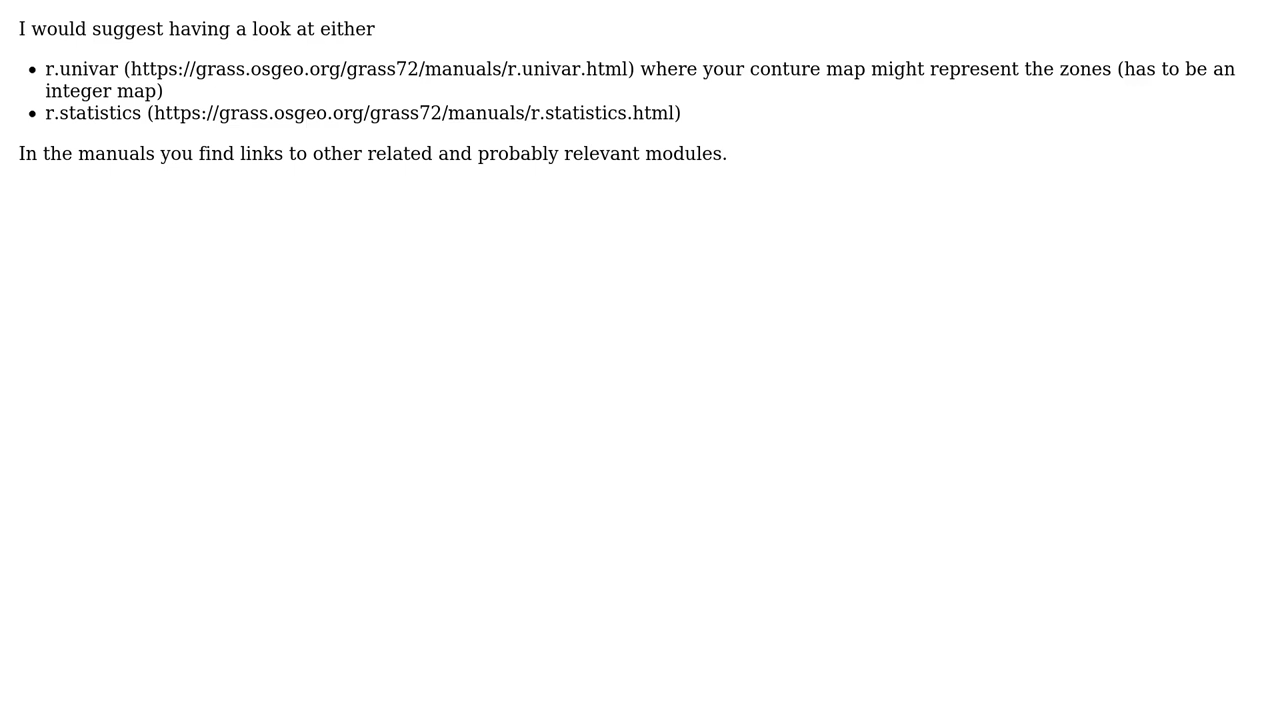 I would suggest having a look at either
• r.univar (https://grass.osgeo.org/grass72/manuals/r.univar.html) where your conture map might represent the zones (has to be an
integer map)
• r.statistics (https://grass.osgeo.org/grass72/manuals/r.statistics.html)
In the manuals you find links to other related and probably relevant modules.